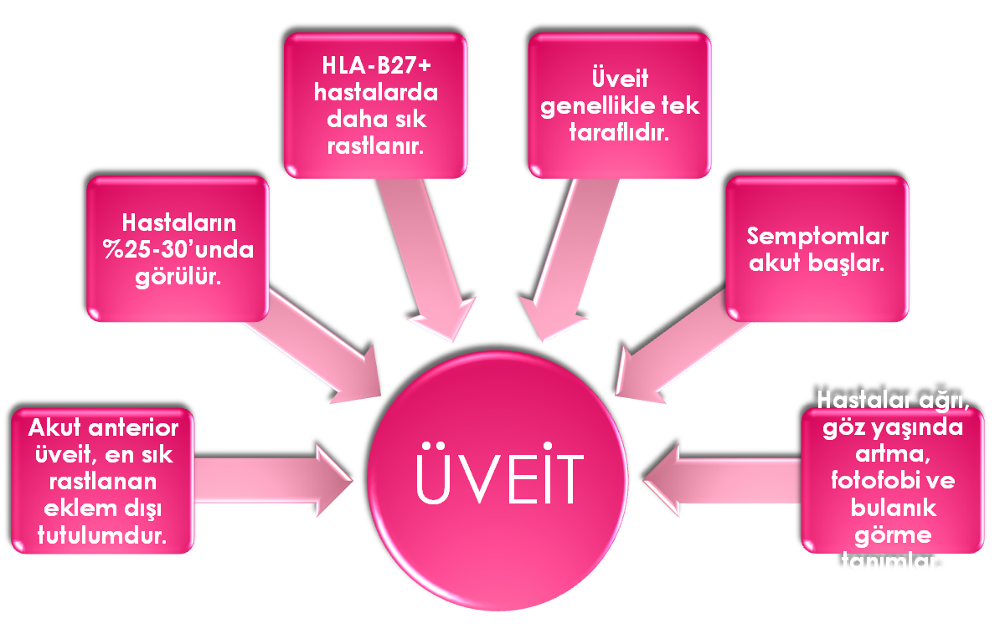 HLA-B27+
hastalarda
daha sık
rastlanır.
Üveit
genellikle tek
taraflıdır.
Hastaların
%25-30’unda
görülür.
Semptomlar
akut başlar.
Akut anterior
üveit, en sık
rastlanan
eklem dışı
tutulumdur.
ÜVEİT
Hastalar ağrı,
göz yaşında
artma,
fotofobi ve
bulanık
görme
tanımlar.